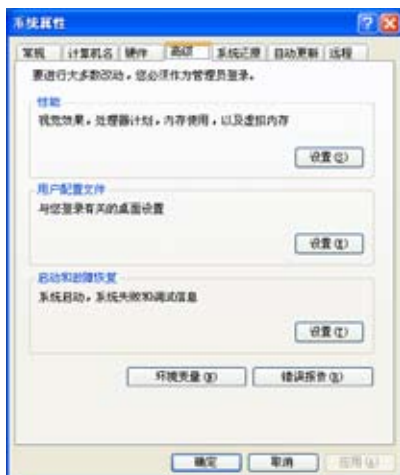 系统属性
常规 计算机名 硬件 高级 系统还原 自动更新 远程
要进行大多数改动，您必须作为管理员登录。
性能
视觉效果，处理器计划，内存使用，以及虚拟内存
设置(S)
用户配置文件
与您登录有关的桌面设置
设置(E)
启动和故障恢复
系统启动，系统失败和调试信息
设置(T)
环境变量(N) 错误报告(R)
确定 取消 应用(A)